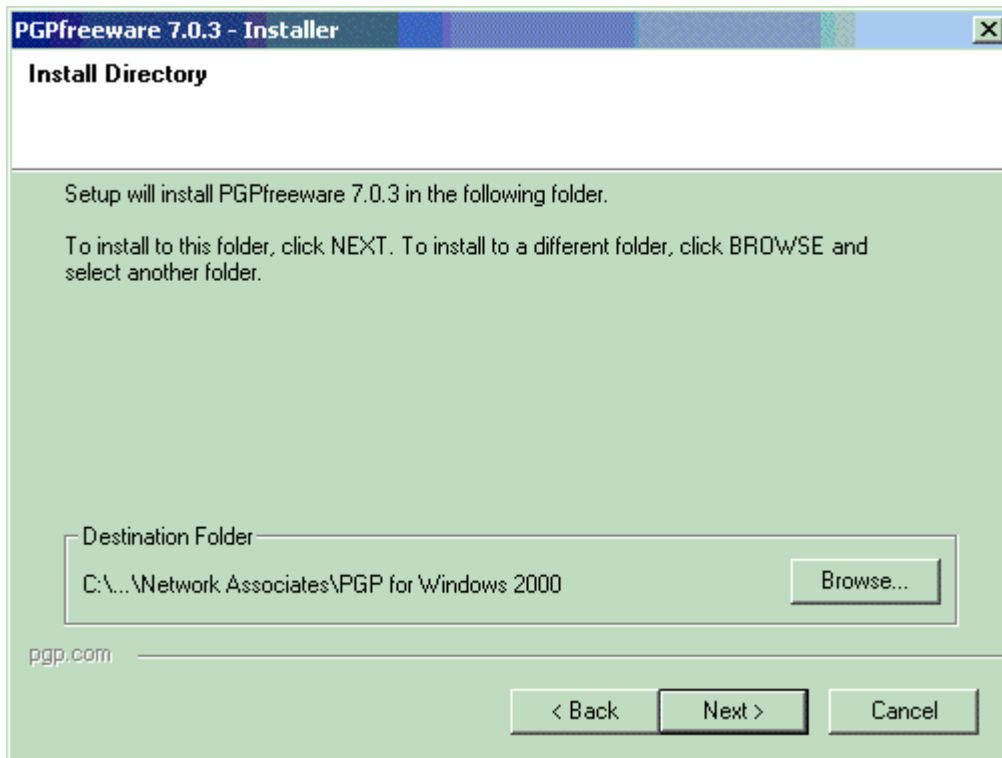 PGPfreeware 7.0.3 - Installer
Install Directory
Setup will install PGPfreeware 7.0.3 in the following folder.
To install to this folder, click NEXT. To install to a different folder, click BROWSE and
select another folder.
Destination Folder
C:\...\Network Associates\PGP for Windows 2000
Browse...
pgp.com
< Back
Next >
Cancel